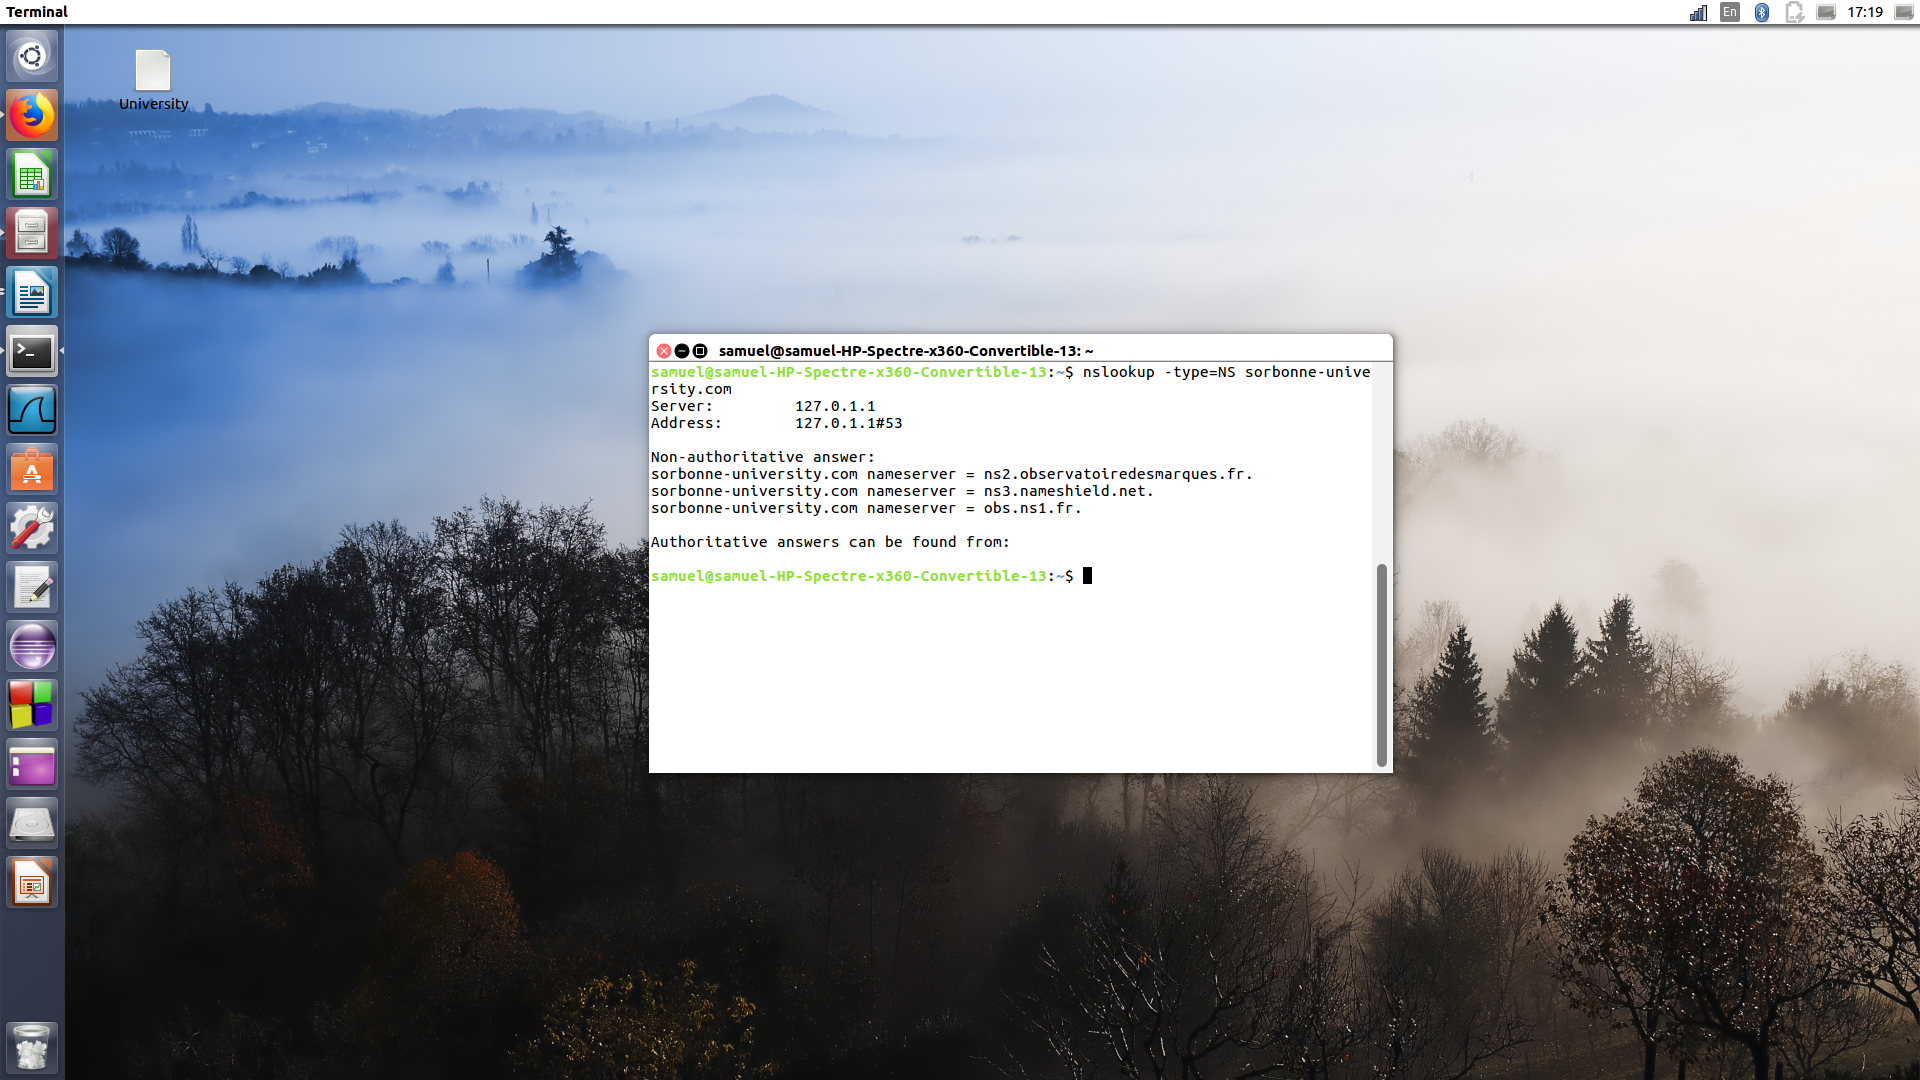 Terminal
En
17:19
University
samuel@samuel-HP-Spectre-x360-Convertible-13: ~
samuel@samuel-HP-Spectre-x360-Convertible-13:~$ nslookup -type=NS sorbonne-unive
rsity.com
Server:		127.0.1.1
Address:	127.0.1.1#53
Non-authoritative answer:
sorbonne-university.com nameserver = ns2.observatoiredesmarques.fr.
sorbonne-university.com nameserver = ns3.nameshield.net.
sorbonne-university.com nameserver = obs.ns1.fr.
Authoritative answers can be found from:
samuel@samuel-HP-Spectre-x360-Convertible-13:~$